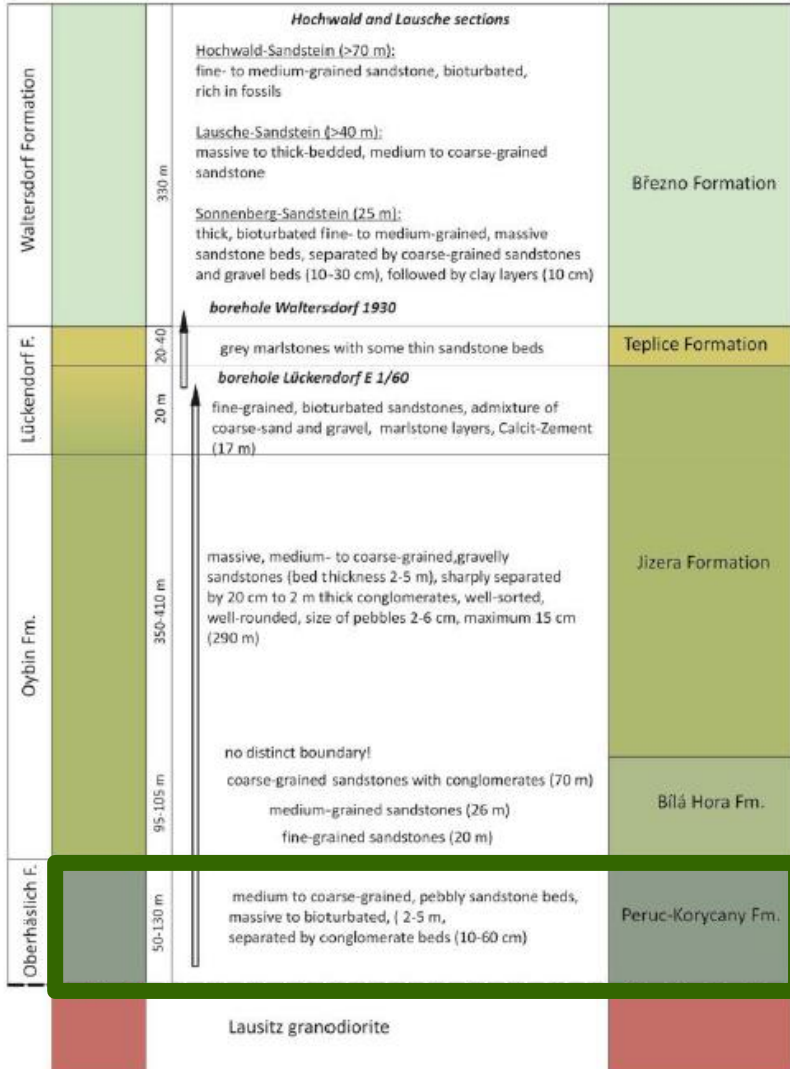 Hochwald and Lausche sections
Hochwald-Sandstein (>70 m):
fine- to medium-grained sandstone, bioturbated,
rich in fossils
Lausche-Sandstein (>40 m):
massive to thick-bedded, medium to coarse-grained
sandstone
Sonnenberg-Sandstein (25 m):
thick, bioturbated fine- to medium-grained, massive
sandstone beds, separated by coarse-grained sandstones
and gravel beds (10-30 cm), followed by clay layers (10 cm)
Waltersdorf Formation
330 m
Březno Formation
borehole Waltersdorf 1930
Lückendorf F.
20-40
grey marlstones with some thin sandstone beds
Teplice Formation
borehole Lückendorf E 1/60
20 m
fine-grained, bioturbated sandstones, admixture of
coarse-sand and gravel, marlstone layers, Calcit-Zement
(17 m)
Oybin Fm.
350-410 m
massive, medium- to coarse-grained,gravelly
sandstones (bed thickness 2-5 m), sharply separated
by 20 cm to 2 m thick conglomerates, well-sorted,
well-rounded, size of pebbles 2-6 cm, maximum 15 cm
(290 m)
Jizera Formation
no distinct boundary!
95-105 m
coarse-grained sandstones with conglomerates (70 m)
medium-grained sandstones (26 m)
fine-grained sandstones (20 m)
Bílá Hora Fm.
Oberhäslich F.
50-130 m
medium to coarse-grained, pebbly sandstone beds,
massive to bioturbated, ( 2-5 m,
separated by conglomerate beds (10-60 cm)
Peruc-Korycany Fm.
Lausitz granodiorite